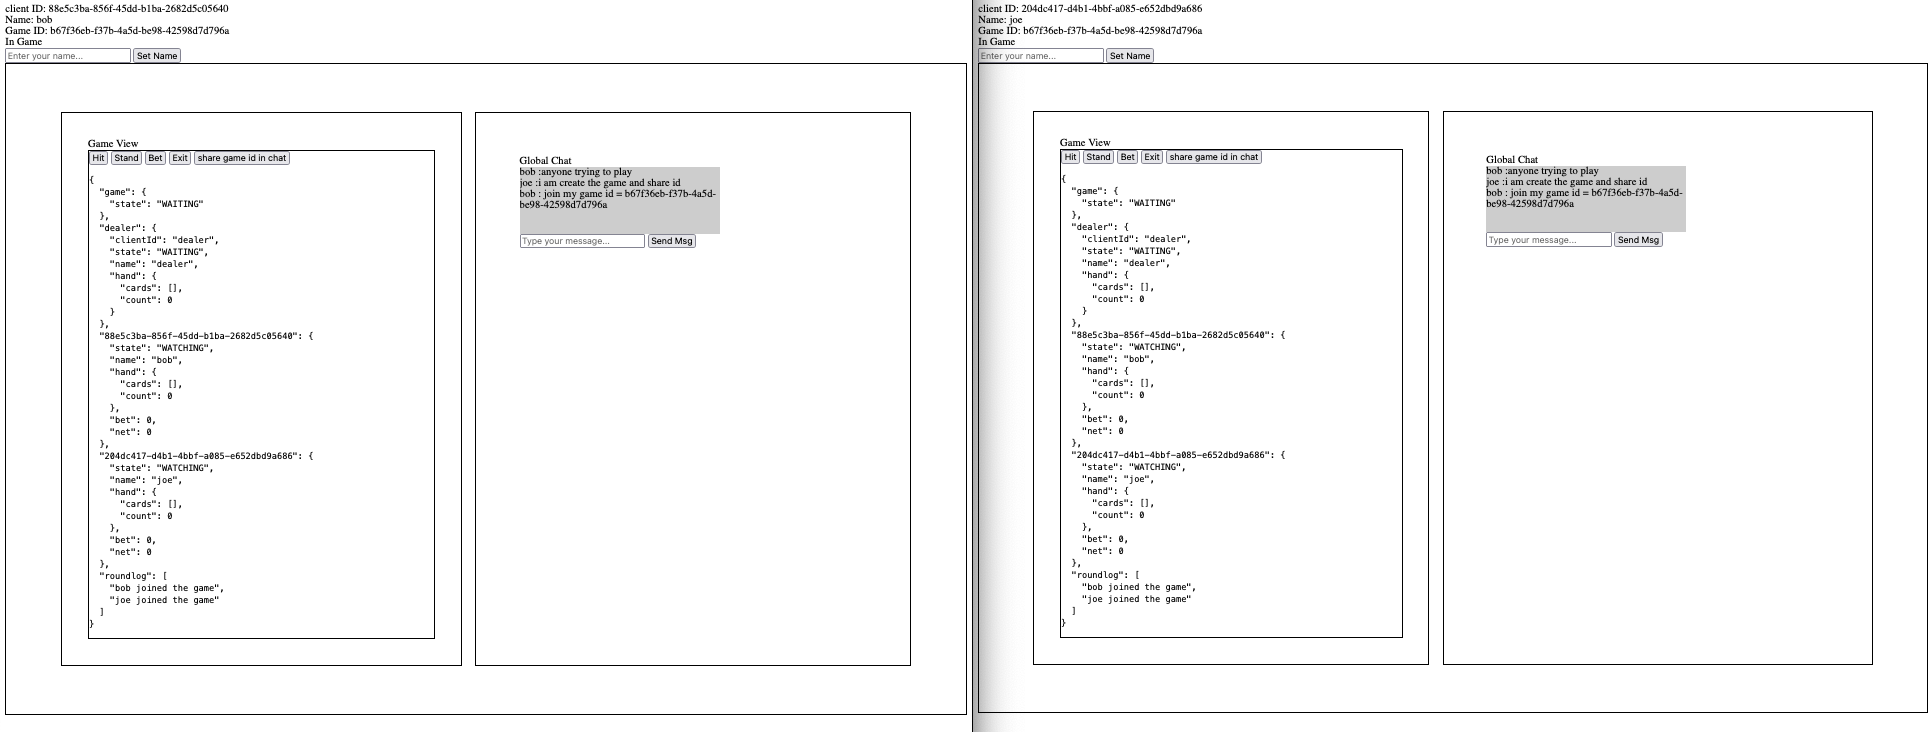 client ID: 88e5c3ba-856f-45dd-b1ba-2682d5c05640
Name: bob
Game ID: b67f36eb-f37b-4a5d-be98-42598d7d796a
In Game
Enter your name... Set Name
Game View
Hit Stand Bet Exit share game id in chat
{
"game": {
"state": "WAITING"
},
"dealer": {
"clientId": "dealer",
"state": "WAITING",
"name": "dealer",
"hand": {
"cards": [],
"count": 0
}
},
"88e5c3ba-856f-45dd-b1ba-2682d5c05640": {
"state": "WATCHING",
"name": "bob",
"hand": {
"cards": [],
"count": 0
},
"bet": 0,
"net": 0
},
"204dc417-d4b1-4bbf-a085-e652dbd9a686": {
"state": "WATCHING",
"name": "joe",
"hand": {
"cards": [],
"count": 0
},
"bet": 0,
"net": 0
},
"roundlog": [
"bob joined the game",
"joe joined the game"
]
}
Global Chat
bob :anyone trying to play
joe :i am create the game and share id
bob : join my game id = b67f36eb-f37b-4a5d-
be98-42598d7d796a
Type your message... Send Msg
client ID: 204dc417-d4b1-4bbf-a085-e652dbd9a686
Name: joe
Game ID: b67f36eb-f37b-4a5d-be98-42598d7d796a
In Game
Enter your name... Set Name
Game View
Hit Stand Bet Exit share game id in chat
{
"game": {
"state": "WAITING"
},
"dealer": {
"clientId": "dealer",
"state": "WAITING",
"name": "dealer",
"hand": {
"cards": [],
"count": 0
}
},
"88e5c3ba-856f-45dd-b1ba-2682d5c05640": {
"state": "WATCHING",
"name": "bob",
"hand": {
"cards": [],
"count": 0
},
"bet": 0,
"net": 0
},
"204dc417-d4b1-4bbf-a085-e652dbd9a686": {
"state": "WATCHING",
"name": "joe",
"hand": {
"cards": [],
"count": 0
},
"bet": 0,
"net": 0
},
"roundlog": [
"bob joined the game",
"joe joined the game"
]
}
Global Chat
bob :anyone trying to play
joe :i am create the game and share id
bob : join my game id = b67f36eb-f37b-4a5d-
be98-42598d7d796a
Type your message... Send Msg